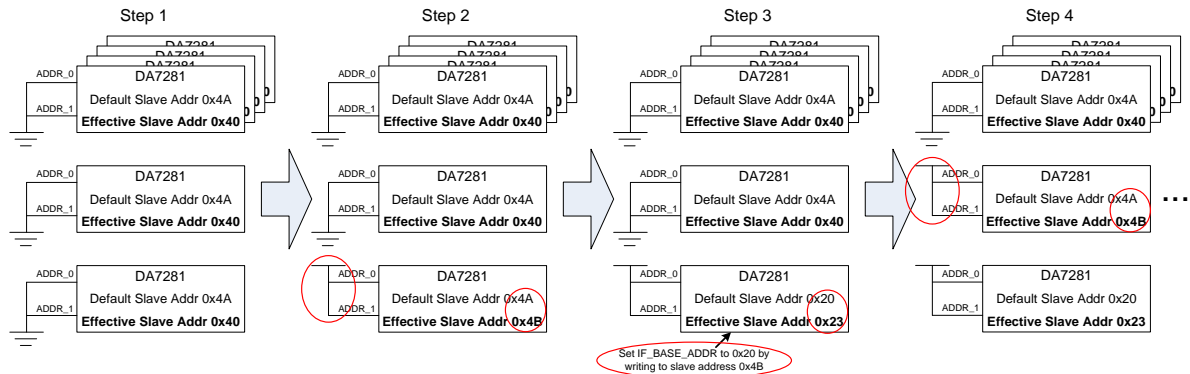 Step 1
DA7281
DA7281
ADDR_0
Default Slave Addr 0x4A
ADDR_1
Effective Slave Addr 0x40
DA7281
ADDR_0
Default Slave Addr 0x4A
ADDR_1
Effective Slave Addr 0x40
DA7281
ADDR_0
Default Slave Addr 0x4A
ADDR_1
Effective Slave Addr 0x40
Step 2
DA7281
DA7281
ADDR_0
Default Slave Addr 0x4A
ADDR_1
Effective Slave Addr 0x40
DA7281
ADDR_0
Default Slave Addr 0x4A
ADDR_1
Effective Slave Addr 0x40
DA7281
ADDR_0
Default Slave Addr 0x4A
ADDR_1
Effective Slave Addr 0x4B
Step 3
DA7281
DA7281
ADDR_0
Default Slave Addr 0x4A
ADDR_1
Effective Slave Addr 0x40
DA7281
ADDR_0
Default Slave Addr 0x4A
ADDR_1
Effective Slave Addr 0x40
DA7281
ADDR_0
Default Slave Addr 0x20
ADDR_1
Effective Slave Addr 0x23
Set IF_BASE_ADDR to 0x20 by
writing to slave address 0x4B
Step 4
DA7281
DA7281
ADDR_0
Default Slave Addr 0x4A
ADDR_1
Effective Slave Addr 0x40
DA7281
ADDR_0
Default Slave Addr 0x4A
ADDR_1
Effective Slave Addr 0x4B
...
DA7281
ADDR_0
Default Slave Addr 0x20
ADDR_1
Effective Slave Addr 0x23